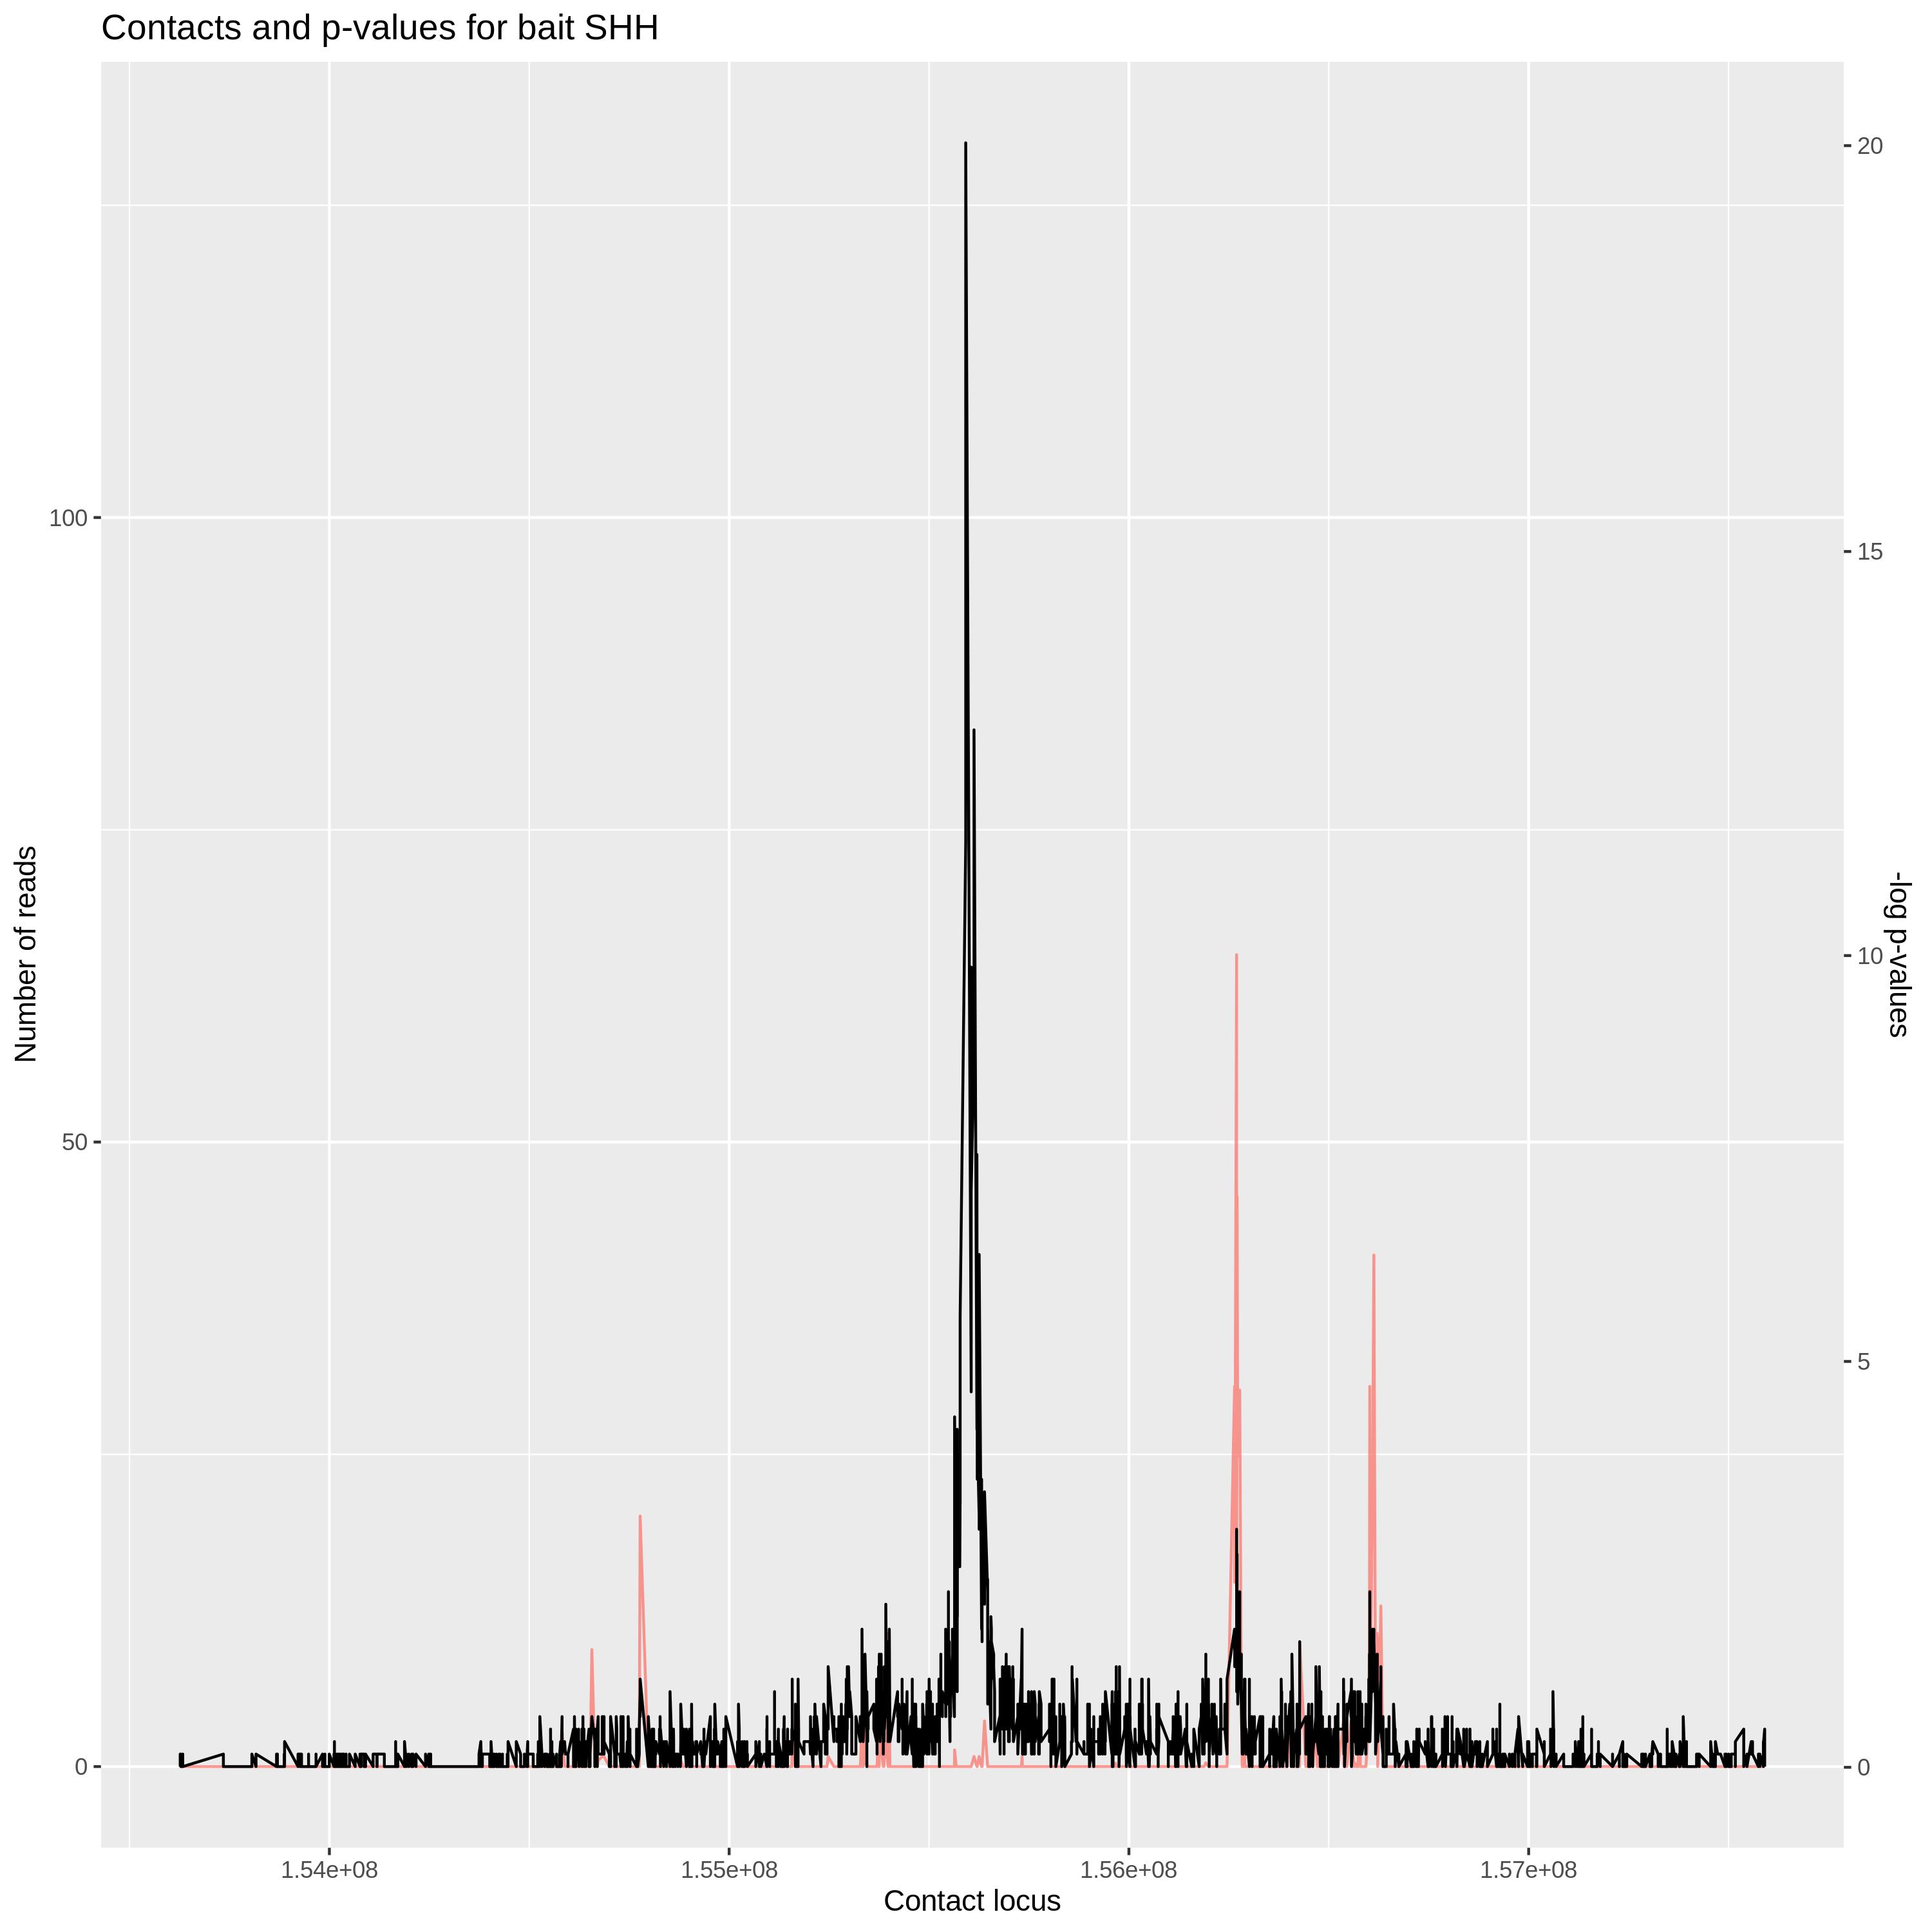 Contacts and p-values for bait SHH
Number of reads
100
50
0
20
15
10
5
0
-log p-values
1.54e+08
1.55e+08
1.56e+08
1.57e+08
Contact locus